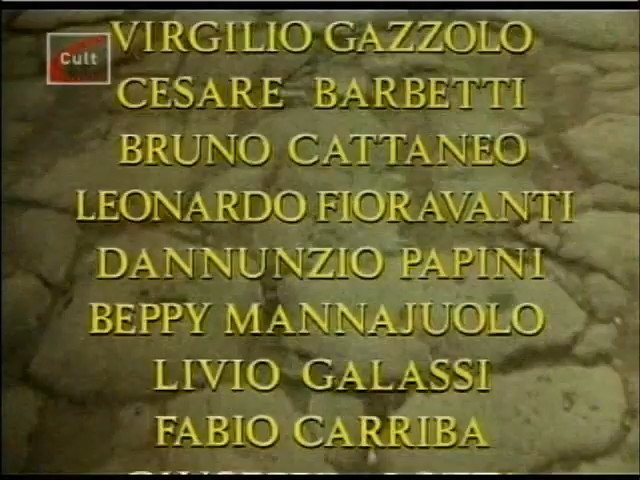 Cult
VIRGILIO GAZZOLO
CESARE BARBETTI
BRUNO CATTANEO
LEONARDO FIORAVANTI
DANNUNZIO PAPINI
BEPPY MANNAJUOLO
LIVIO GALASSI
FABIO CARRIBA